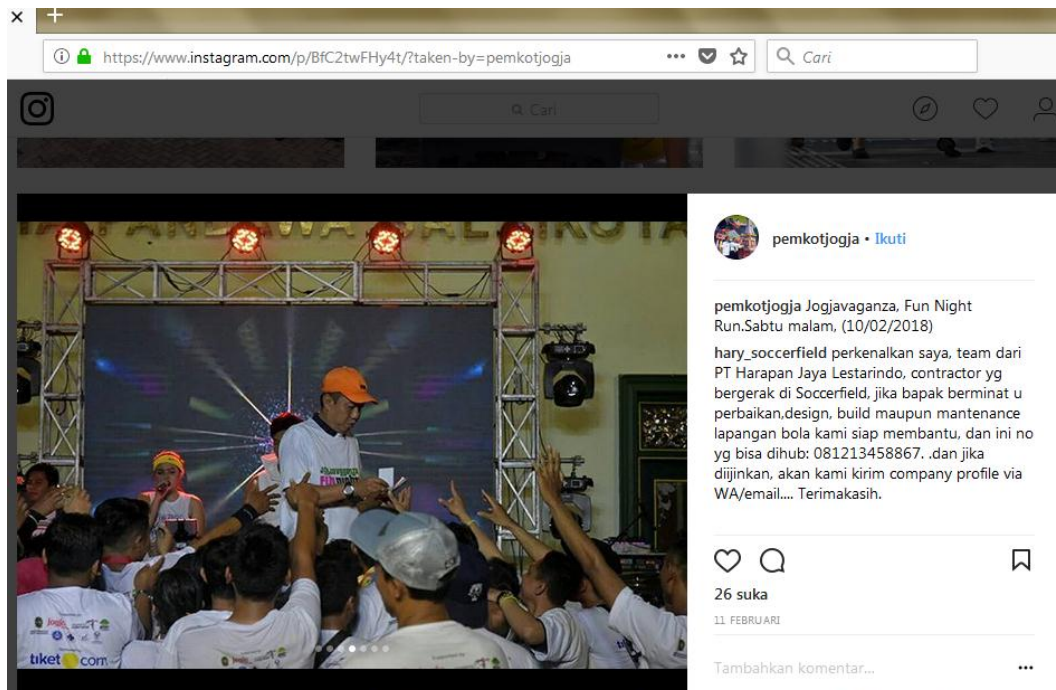 https://www.instagram.com/p/BfC2twFHy4t/?taken-by=pemkotjogja
Cari
Cari
pemkotjogja • Ikuti
pemkotjogja Jogjavaganza, Fun Night
Run.Sabtu malam, (10/02/2018)
hary_soccerfield perkenalkan saya, team dari
PT Harapan Jaya Lestarindo, contractor yg
bergerak di Soccerfield, jika bapak berminat u
perbaikan,design, build maupun mantenance
lapangan bola kami siap membantu, dan ini no
yg bisa dihub: 081213458867. .dan jika
diijinkan, akan kami kirim company profile via
WA/email.... Terimakasih.
JOGJAVAGANZA
FUN NIGHT
tiket.com
26 suka
11 FEBRUARI
Tambahkan komentar...